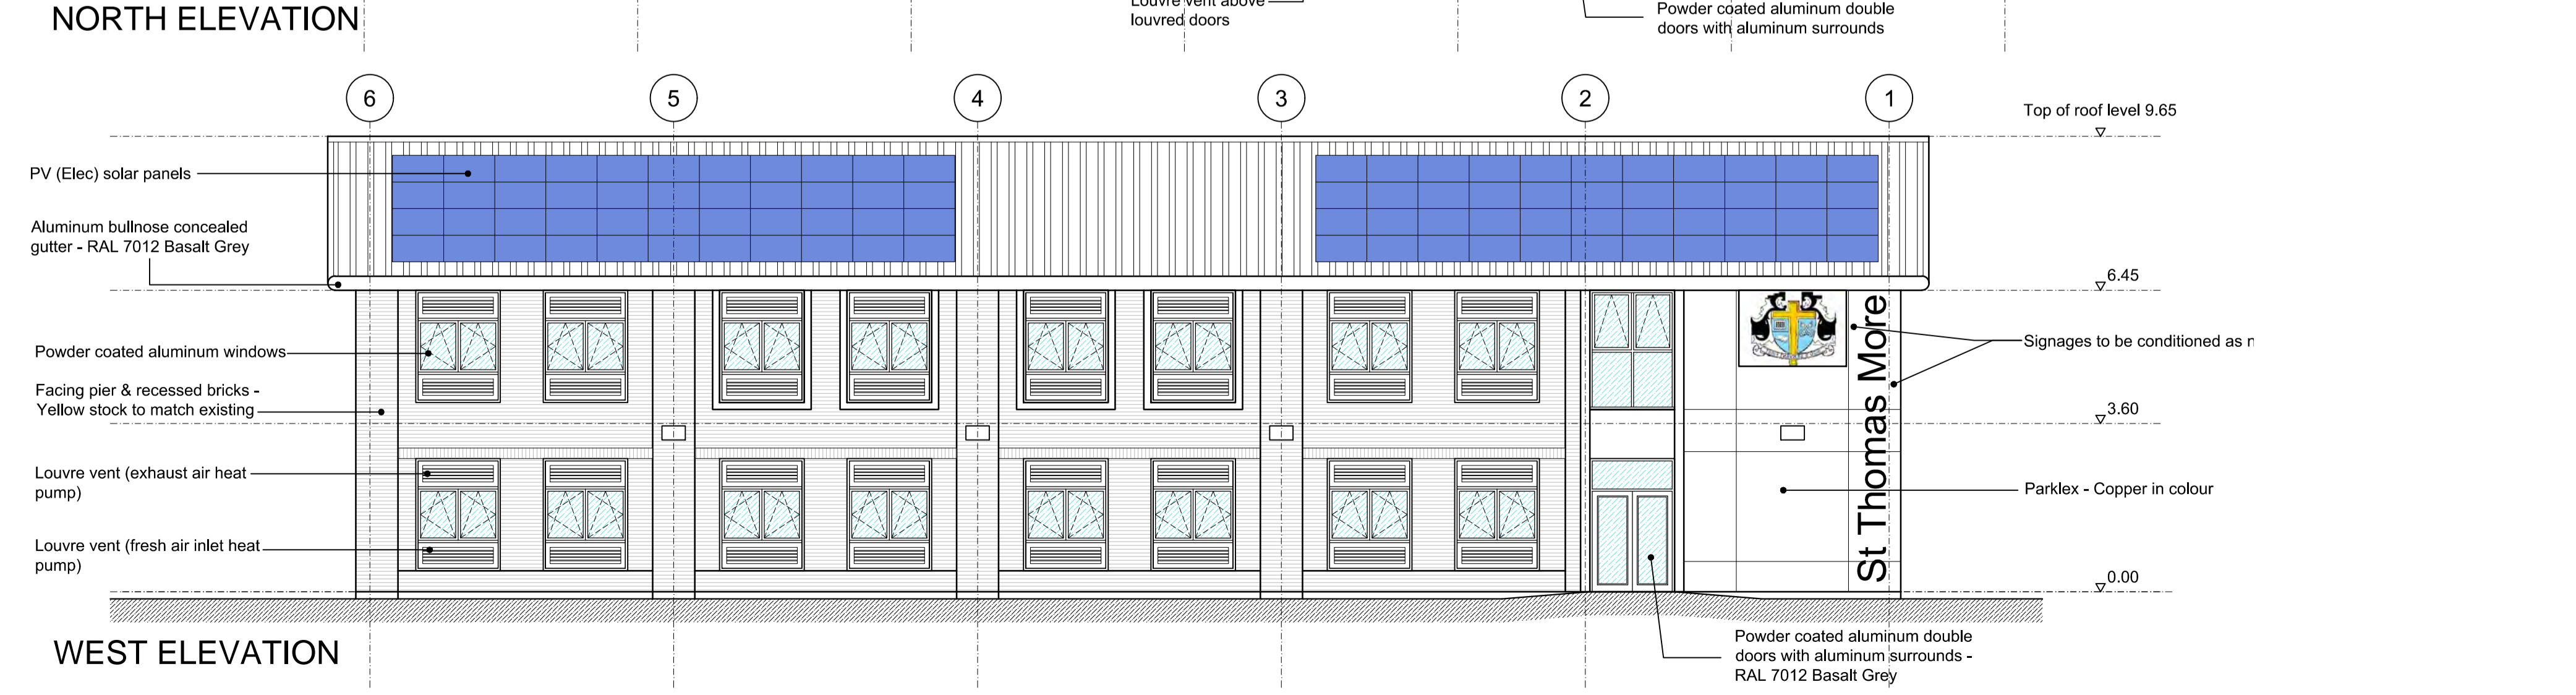 NORTH ELEVATION
Louvre vent above
louvred doors
Powder coated aluminum double
doors with aluminum surrounds
6
5
4
3
2
1
Top of roof level 9.65
PV (Elec) solar panels
Aluminum bullnose concealed
gutter - RAL 7012 Basalt Grey
6.45
Powder coated aluminum windows
Signages to be conditioned as
Facing pier & recessed bricks -
Yellow stock to match existing
3.60
St Thomas More
Louvre vent (exhaust air heat
pump)
Parklex - Copper in colour
Louvre vent (fresh air inlet heat
pump)
0.00
WEST ELEVATION
Powder coated aluminum double
doors with aluminum surrounds -
RAL 7012 Basalt Grey